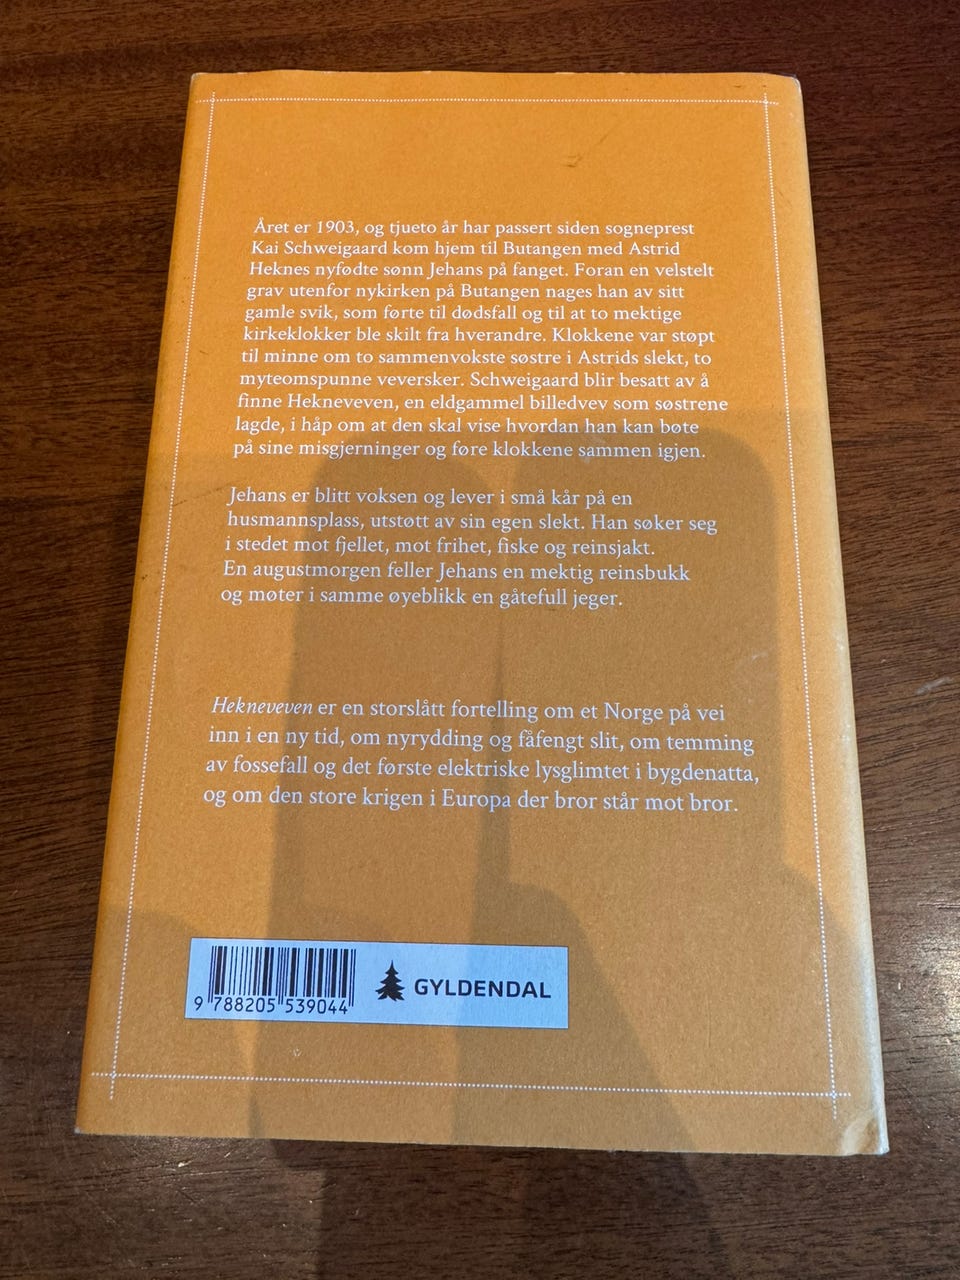 Året er 1903, og tjueto år har passert siden sogneprest
Kai Schweigaard kom hjem til Butangen med Astrid
Heknes nyfødte sønn Jehans på fanget. Foran en velstelt
grav utenfor nykirken på Butangen nages han av sitt
gamle svik, som førte til dødsfall og til at to mektige
kirkeklokker ble skilt fra hverandre. Klokkene var støpt
til minne om to sammenvokste søstre i Astrids slekt, to
myteomspunne veversker. Schweigaard blir besatt av å
finne Hekneveven, en eldgammel billedvev som søstrene
lagde, i håp om at den skal vise hvordan han kan bøte
på sine misgjerninger og føre klokkene sammen igjen.
Jehans er blitt voksen og lever i små kår på en
husmannsplass, utstøtt av sin egen slekt. Han søker seg
i stedet mot fjellet, mot frihet, fiske og reinsjakt.
En augustmorgen feller Jehans en mektig reinsbukk
og møter i samme øyeblikk en gåtefull jeger.
Hekneveven er en storslått fortelling om et Norge på vei
inn i en ny tid, om nyrydding og fåfengt slit, om temming
av fossefall og det første elektriske lysglimtet i bygdenatta,
og om den store krigen i Europa der bror står mot bror.
9 788205 539044
GYLDENDAL